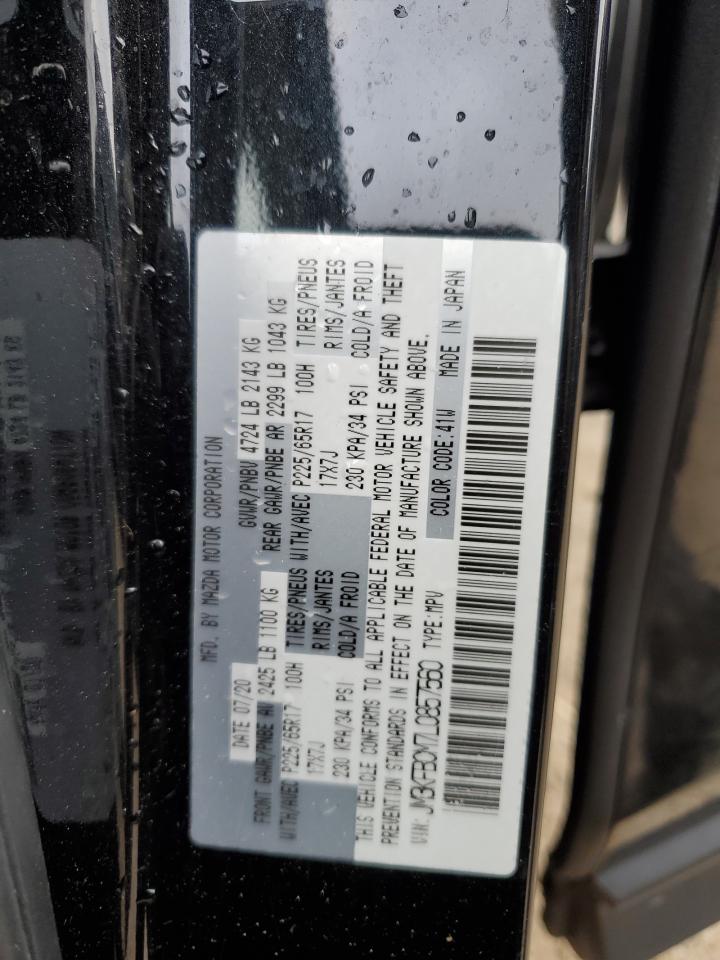 MFD. BY MAZDA MOTOR CORPORATION
DATE 07/20 GVWR/PNBV 4724 LB 2143 KG
FRONT GAWR/PNBE AV 2425 LB 1100 KG REAR GAWR/PNBE AR 2299 LB 1043 KG
WITH/AVEC P225/65R17 100H TIRES/PNEUS WITH/AVEC P225/65R17 100H TIRES/PNEUS
17X7J RIMS/JANTES 17X7J RIMS/JANTES
230 KPA/34 PSI COLD/A FROID 230 KPA/34 PSI COLD/A FROID
THIS VEHICLE CONFORMS TO ALL APPLICABLE FEDERAL MOTOR VEHICLE SAFETY AND THEFT
PREVENTION STANDARDS IN EFFECT ON THE DATE OF MANUFACTURE SHOWN ABOVE.
VIN: JM3KFBCM7L0857560 TYPE:MPV COLOR CODE:41W MADE IN JAPAN